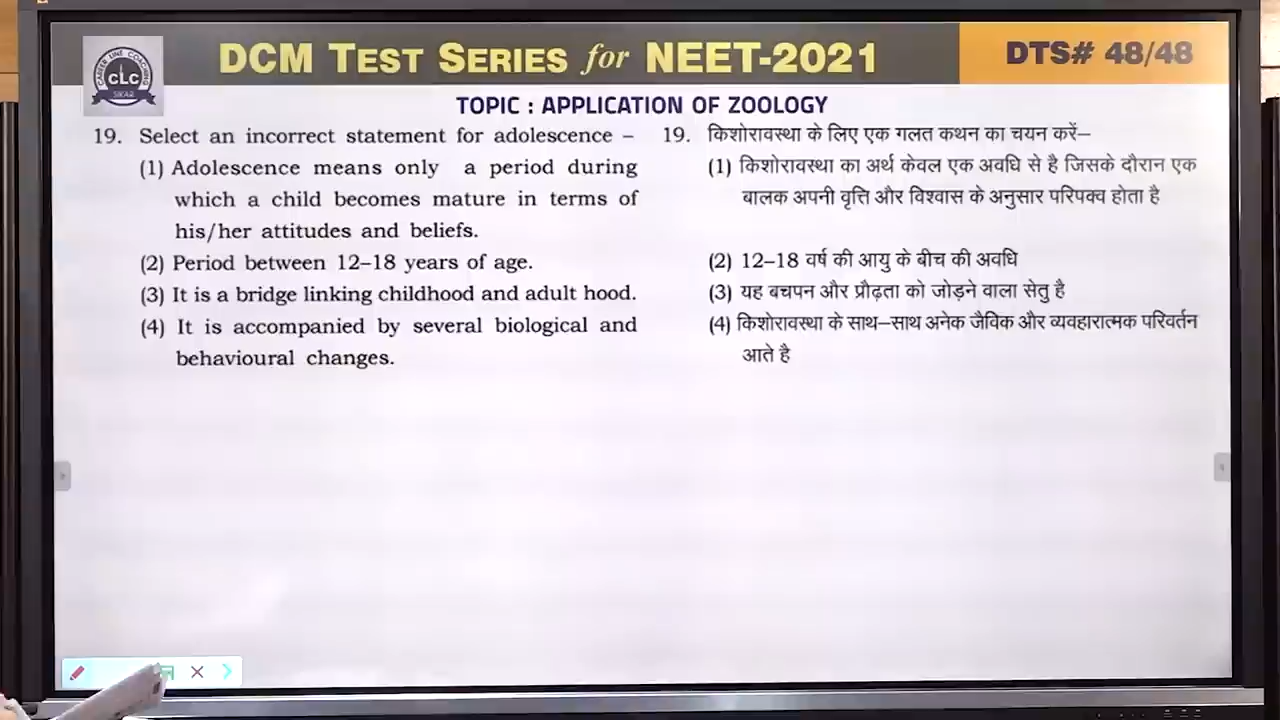 DCM TEST SERIES for NEET-2021
DTS# 48/48
CAREER LINE COACHING
CLC
SIKAR
TOPIC : APPLICATION OF ZOOLOGY
19. Select an incorrect statement for adolescence –
(1) Adolescence means only a period during
which a child becomes mature in terms of
his/her attitudes and beliefs.
(2) Period between 12–18 years of age.
(3) It is a bridge linking childhood and adult hood.
(4) It is accompanied by several biological and
behavioural changes.
19. किशोरावस्था के लिए एक गलत कथन का चयन करें–
(1) किशोरावस्था का अर्थ केवल एक अवधि से है जिसके दौरान एक
बालक अपनी वृत्ति और विश्वास के अनुसार परिपक्व होता है
(2) 12–18 वर्ष की आयु के बीच की अवधि
(3) यह बचपन और प्रौढ़ता को जोड़ने वाला सेतु है
(4) किशोरावस्था के साथ–साथ अनेक जैविक और व्यवहारात्मक परिवर्तन
आते है